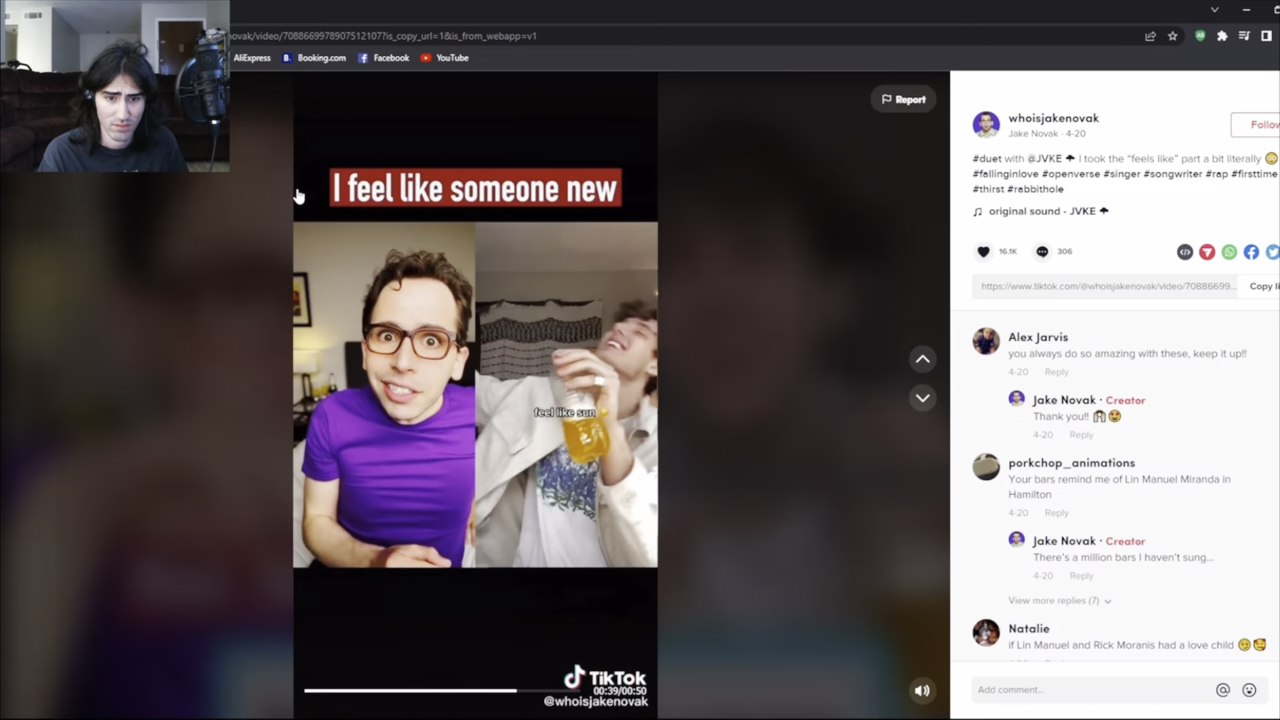 novak/video/7088669978907512107?is_copy_url=1&is_from_webapp=v1
AliExpress
Booking.com
Facebook
YouTube
Report
I feel like someone new
feel like sun
TikTok
00:39/00:50
@whoisjakenovak
whoisjakenovak
Jake Novak · 4-20
Follow
#duet with @JVKE I took the “feels like” part a bit literally
#fallinginlove #openverse #singer #songwriter #rap #firsttime
#thirst #rabbithole
original sound - JVKE
16.1K
306
https://www.tiktok.com/@whoisjakenovak/video/70886699...
Copy li
Alex Jarvis
you always do so amazing with these, keep it up!!
4-20 Reply
Jake Novak · Creator
Thank you!!
4-20 Reply
porkchop_animations
Your bars remind me of Lin Manuel Miranda in
Hamilton
4-20 Reply
Jake Novak · Creator
There's a million bars I haven't sung...
4-20 Reply
View more replies (7)
Natalie
if Lin Manuel and Rick Moranis had a love child
Add comment...